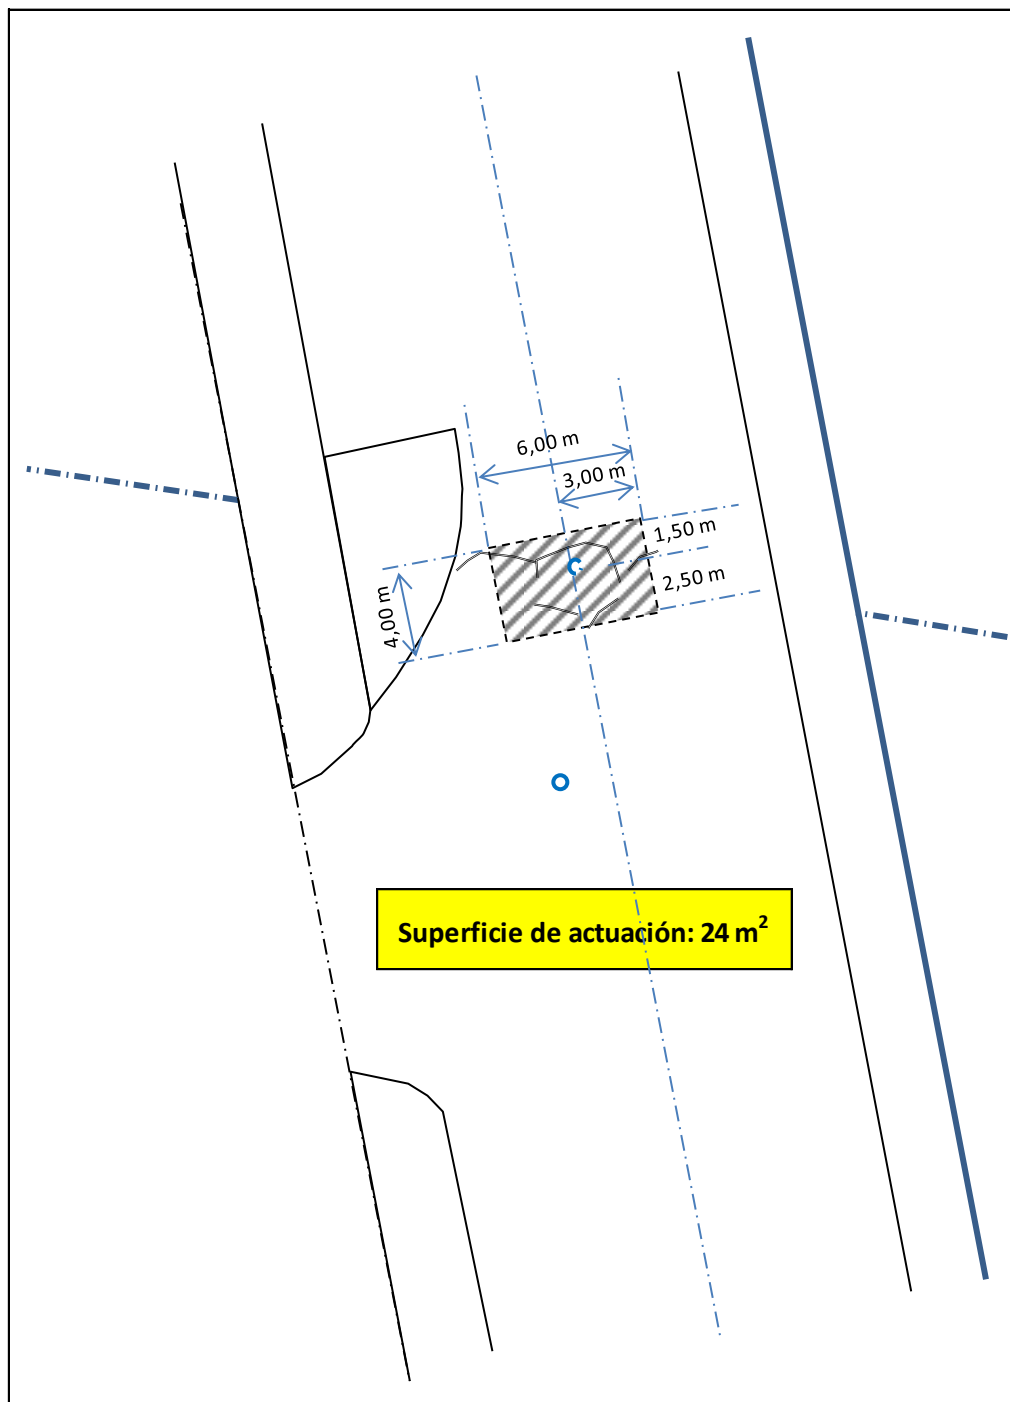 6,00 m
3,00 m
1,50 m
2,50 m
4,00 m
Superficie de actuación: 24 m²